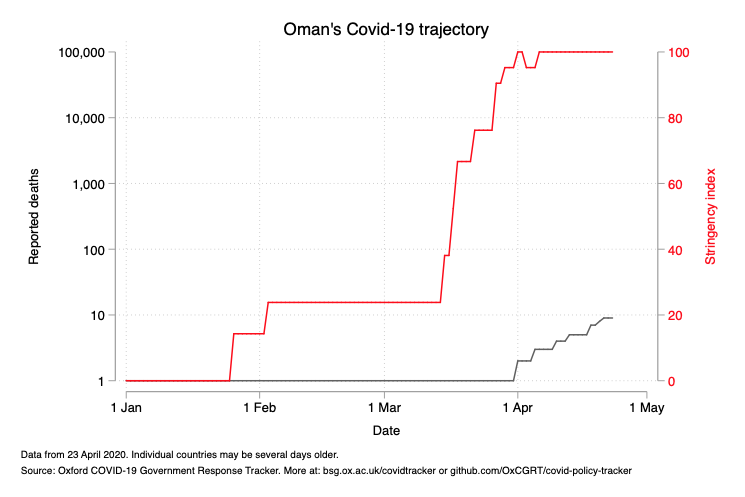 Oman's Covid-19 trajectory
100,000
10,000
1,000
100
10
1
Reported deaths
100
80
60
40
20
0
Stringency index
1 Jan 1 Feb 1 Mar 1 Apr 1 May
Date
Data from 23 April 2020. Individual countries may be several days older.
Source: Oxford COVID-19 Government Response Tracker. More at: bsg.ox.ac.uk/covidtracker or github.com/OxCGRT/covid-policy-tracker